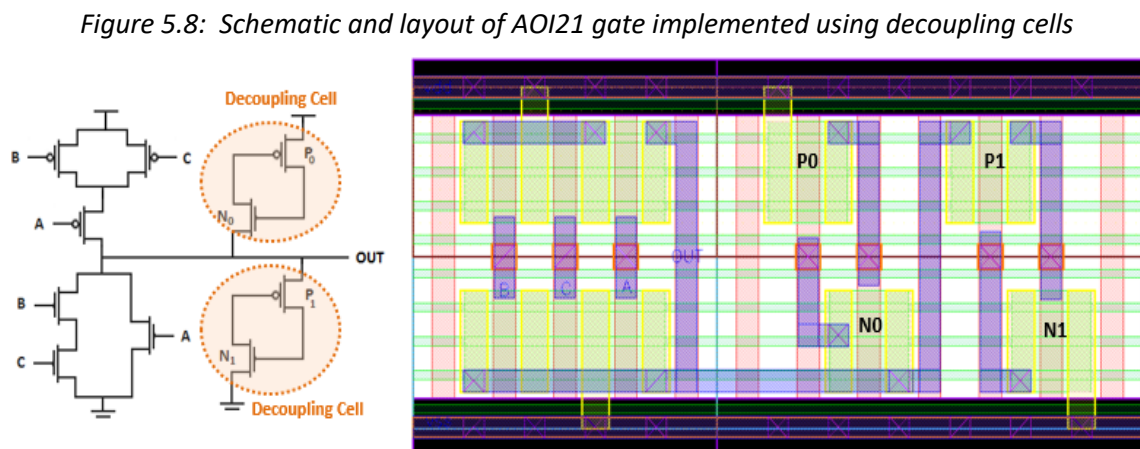 Figure 5.8: Schematic and layout of AOI21 gate implemented using decoupling cells
Decoupling Cell
B
C
P0
N0
A
OUT
B
P1
A
C
N1
Decoupling Cell
P0
P1
OUT
B
C
A
N0
N1